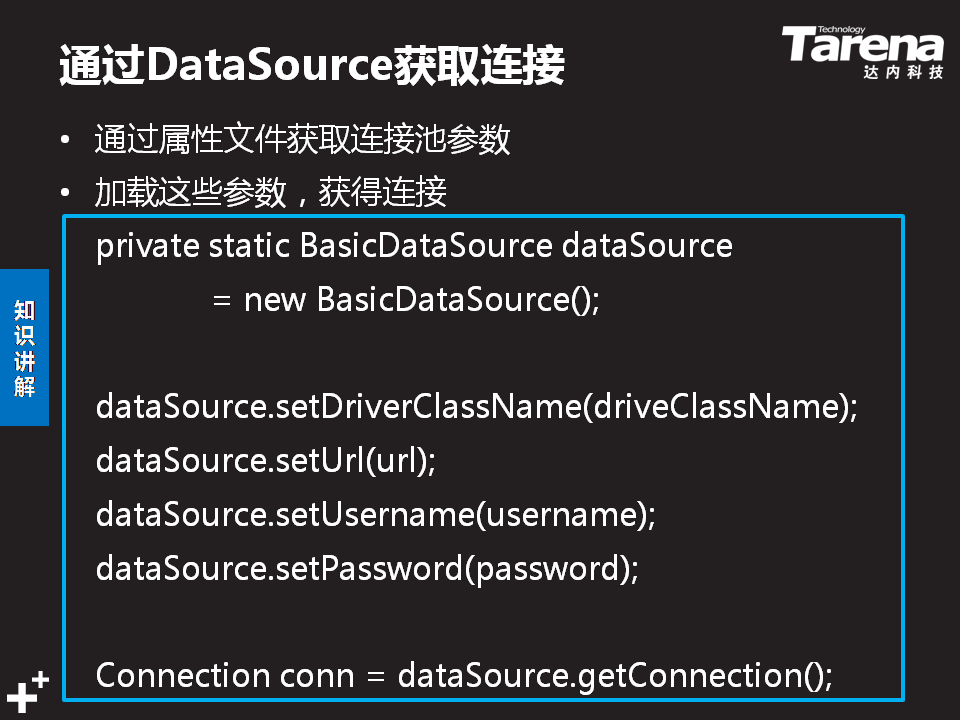 通过DataSource获取连接
Technology
Tarena
达内科技
• 通过属性文件获取连接池参数
• 加载这些参数，获得连接
private static BasicDataSource dataSource
= new BasicDataSource();
dataSource.setDriverClassName(driveClassName);
dataSource.setUrl(url);
dataSource.setUsername(username);
dataSource.setPassword(password);
Connection conn = dataSource.getConnection();
知
识
讲
解